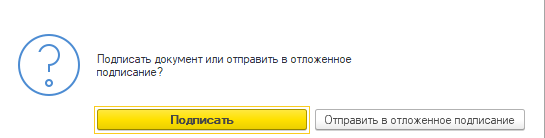 Подписать документ или отправить в отложенное
подписание?
Подписать
Отправить в отложенное подписание